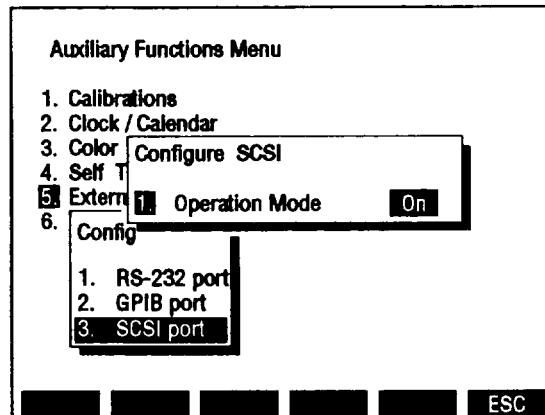 Auxiliary Functions Menu
1. Calibrations
2. Clock / Calendar
3. Color
4. Self T
5. Extern
6.
Configure SCSI
1. Operation Mode On
Config
1. RS-232 port
2. GPIB port
3. SCSI port
ESC